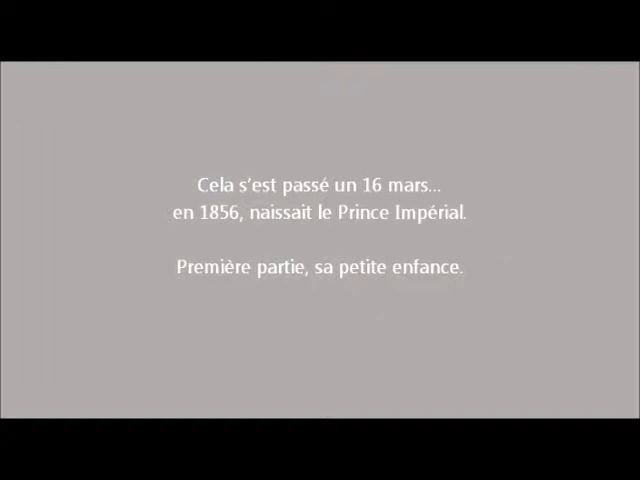 Cela s’est passé un 16 mars...
en 1856, naissait le Prince Impérial.
Première partie, sa petite enfance.